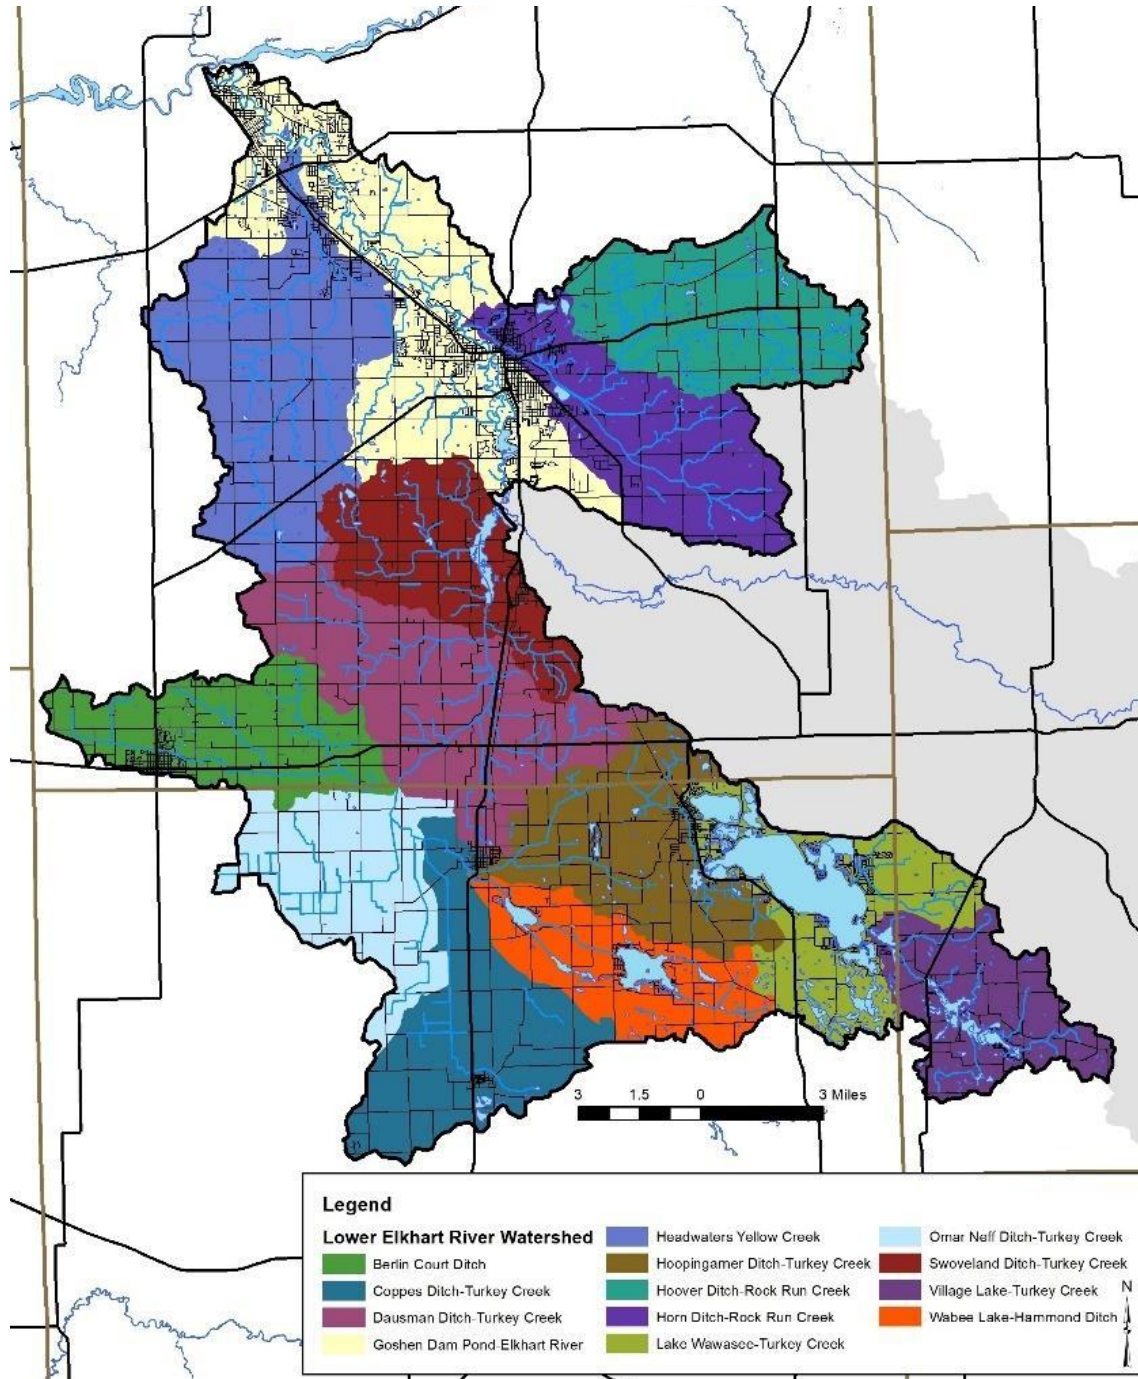 3 1.5 0 3 Miles
Legend
Lower Elkhart River Watershed
Berlin Court Ditch
Coppes Ditch-Turkey Creek
Dausman Ditch-Turkey Creek
Goshen Dam Pond-Elkhart River
Headwaters Yellow Creek
Hoopingarner Ditch-Turkey Creek
Hoover Ditch-Rock Run Creek
Horn Ditch-Rock Run Creek
Lake Wawasee-Turkey Creek
Omar Neff Ditch-Turkey Creek
Swoveland Ditch-Turkey Creek
Village Lake-Turkey Creek
Wabee Lake-Hammond Ditch
N